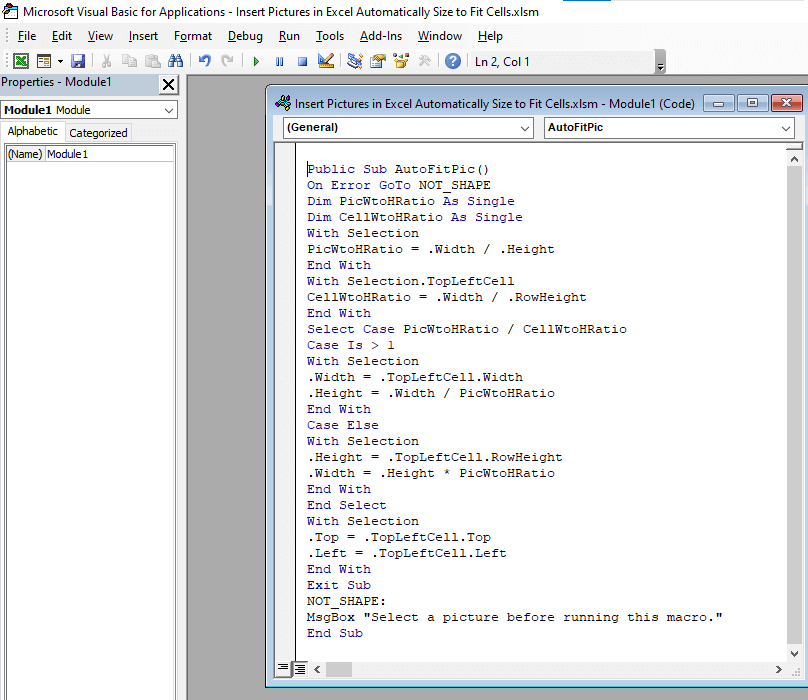 Microsoft Visual Basic for Applications - Insert Pictures in Excel Automatically Size to Fit Cells.xlsm
File Edit View Insert Format Debug Run Tools Add-Ins Window Help
Ln 2, Col 1
Properties - Module1
Module1 Module
Alphabetic Categorized
(Name) Module1
Insert Pictures in Excel Automatically Size to Fit Cells.xlsm - Module1 (Code)
(General) AutoFitPic
Public Sub AutoFitPic()
On Error GoTo NOT_SHAPE
Dim PicWtoHRatio As Single
Dim CellWtoHRatio As Single
With Selection
PicWtoHRatio = .Width / .Height
End With
With Selection.TopLeftCell
CellWtoHRatio = .Width / .RowHeight
End With
Select Case PicWtoHRatio / CellWtoHRatio
Case Is > 1
With Selection
.Width = .TopLeftCell.Width
.Height = .Width / PicWtoHRatio
End With
Case Else
With Selection
.Height = .TopLeftCell.RowHeight
.Width = .Height * PicWtoHRatio
End With
End Select
With Selection
.Top = .TopLeftCell.Top
.Left = .TopLeftCell.Left
End With
Exit Sub
NOT_SHAPE:
MsgBox "Select a picture before running this macro."
End Sub